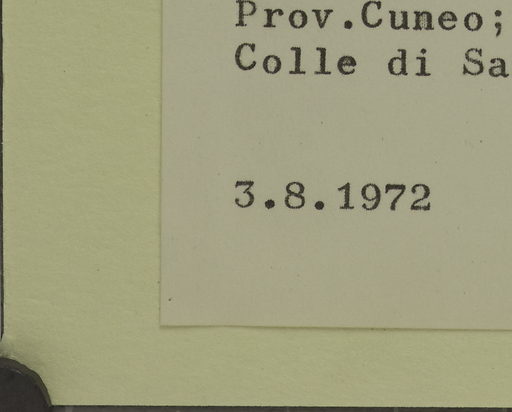 Prov.Cuneo;
Colle di Sa
3.8.1972